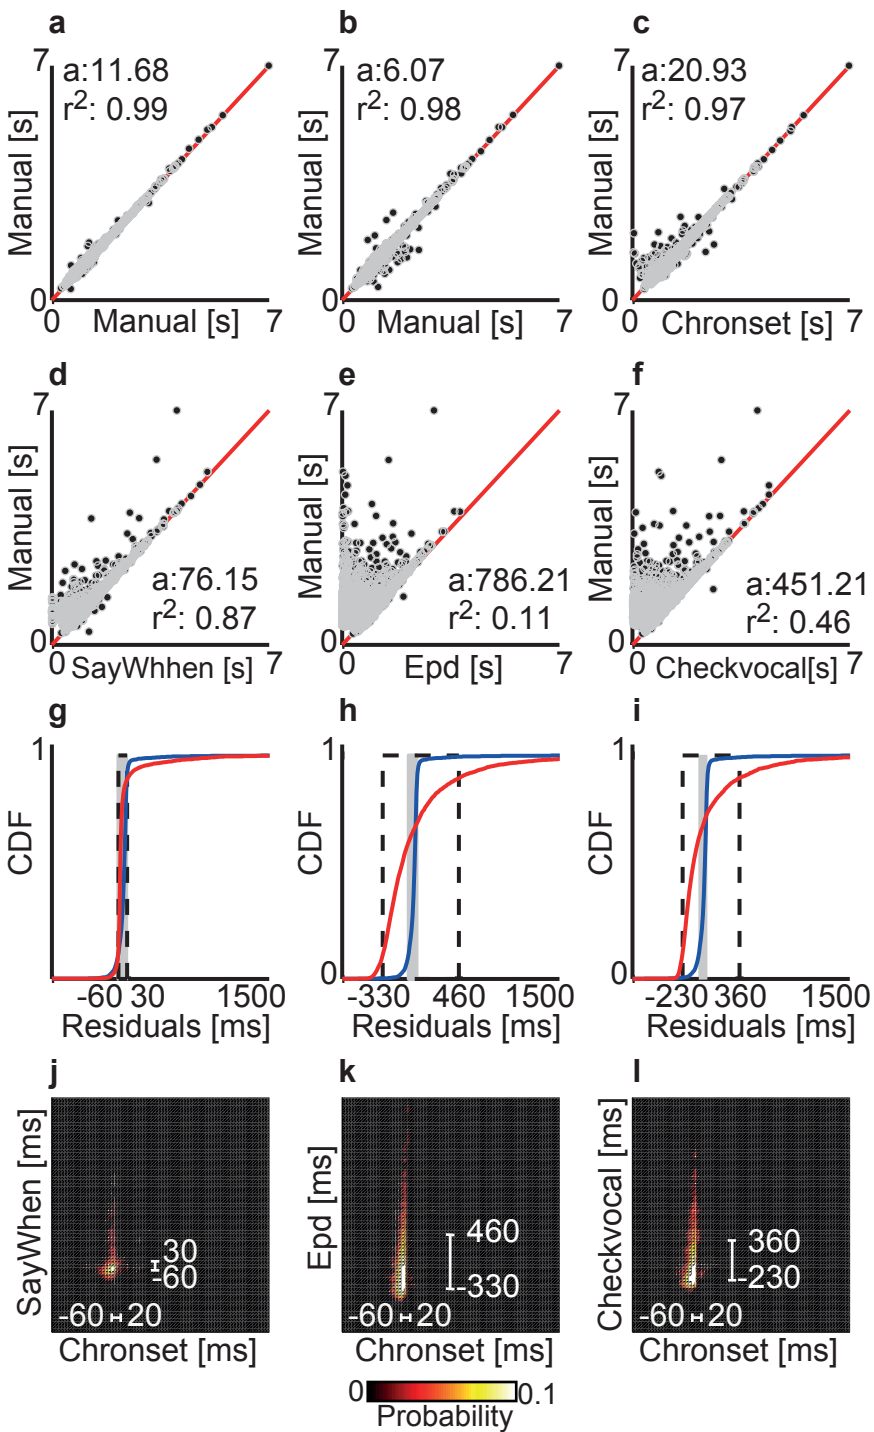 a
b
c
7
a:11.68
r²: 0.99
Manual [s]
0
0
Manual [s]
7
7
a:6.07
r²: 0.98
Manual [s]
0
0
Manual [s]
7
7
a:20.93
r²: 0.97
Manual [s]
0
0
Chronset [s]
7
d
e
f
7
Manual [s]
a:76.15
r²: 0.87
0
0
SayWhhen [s]
7
7
Manual [s]
a:786.21
r²: 0.11
0
0
Epd [s]
7
7
Manual [s]
a:451.21
r²: 0.46
0
0
Checkvocal[s]
7
g
h
i
1
CDF
0
-60 30 1500
Residuals [ms]
1
CDF
0
-330 460 1500
Residuals [ms]
1
CDF
0
-230 360 1500
Residuals [ms]
j
k
l
SayWhen [ms]
30
-60
-60 20
Chronset [ms]
Epd [ms]
460
-330
-60 20
Chronset [ms]
Checkvocal [ms]
360
-230
-60 20
Chronset [ms]
0 0.1
Probability